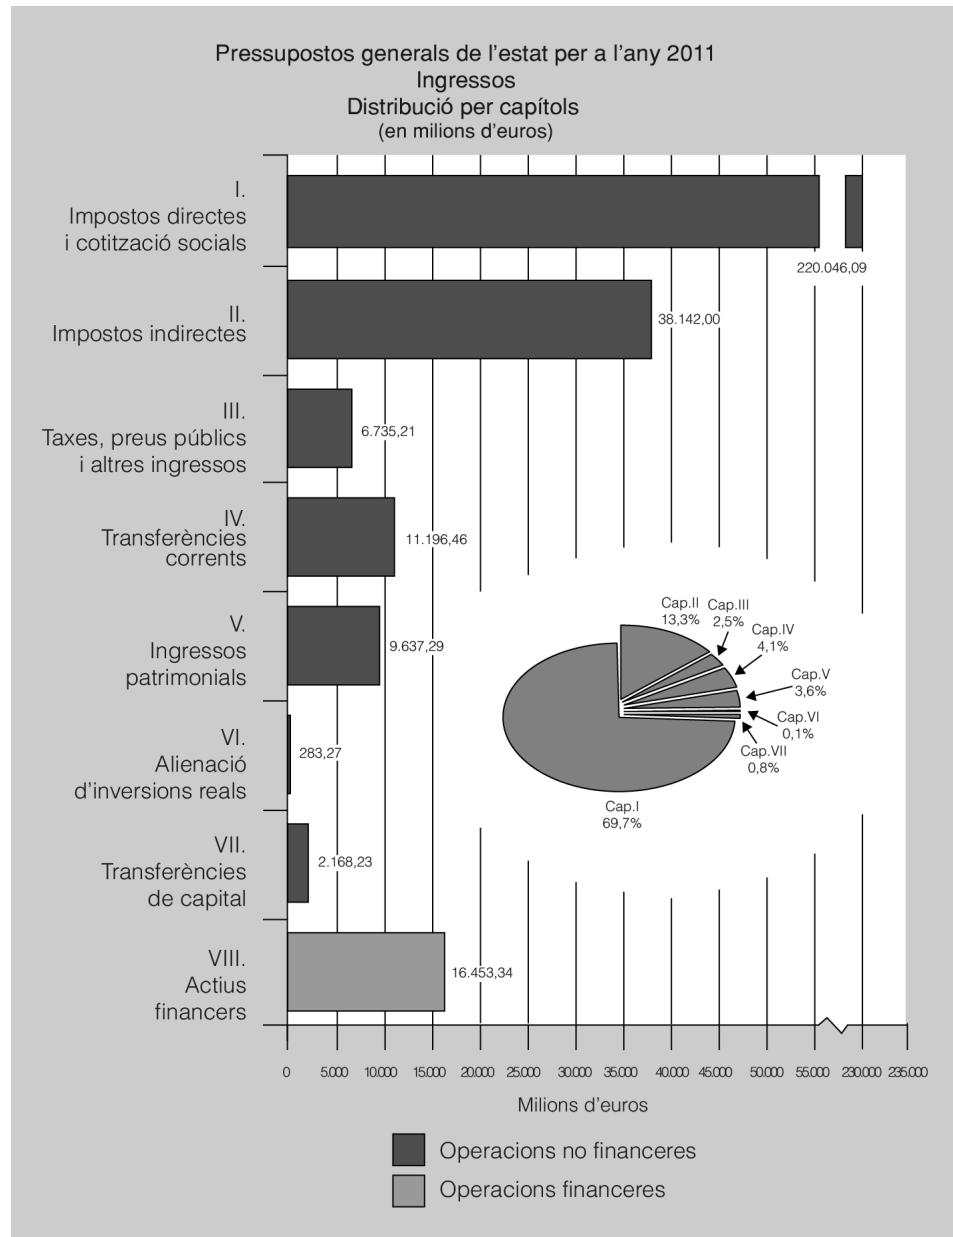 Pressupostos generals de l'estat per a l'any 2011
Ingressos
Distribució per capítols
(en milions d'euros)
I.
Impostos directes
i cotització socials
220.046,09
II.
Impostos indirectes
38.142,00
III.
Taxes, preus públics
i altres ingressos
6.735,21
IV.
Transferències
corrents
11.196,46
V.
Ingressos
patrimonials
9.637,29
VI.
Alienació
d'inversions reals
283,27
VII.
Transferències
de capital
2.168,23
VIII.
Actius
financers
16.453,34
Cap.II
13,3%
Cap.III
2,5%
Cap.IV
4,1%
Cap.V
3,6%
Cap.VI
0,1%
Cap.VII
0,8%
Cap.I
69,7%
0 5.000 10.000 15.000 20.000 25.000 30.000 35.000 40.000 45.000 50.000 55.000 230.000 235.000
Milions d'euros
Operacions no financeres
Operacions financeres